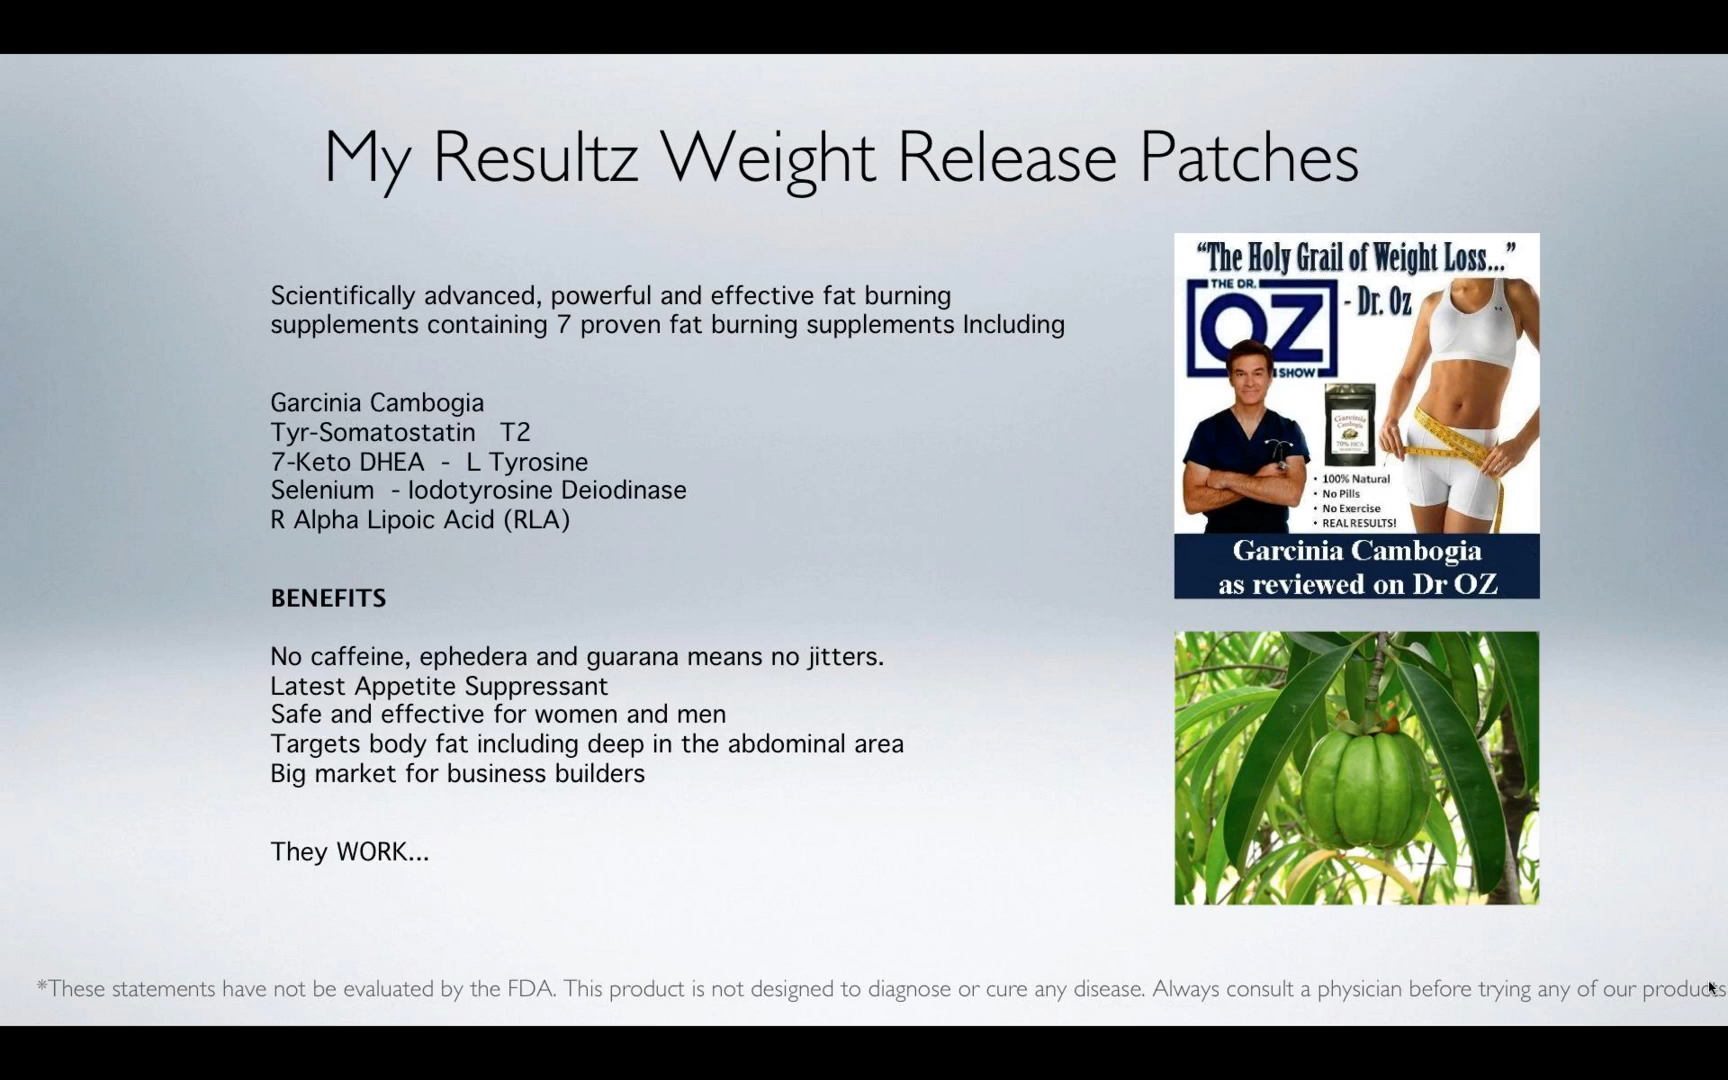 My Resultz Weight Release Patches
Scientifically advanced, powerful and effective fat burning
supplements containing 7 proven fat burning supplements Including
Garcinia Cambogia
Tyr-Somatostatin T2
7-Keto DHEA - L Tyrosine
Selenium - Iodotyrosine Deiodinase
R Alpha Lipoic Acid (RLA)
BENEFITS
No caffeine, ephedera and guarana means no jitters.
Latest Appetite Suppressant
Safe and effective for women and men
Targets body fat including deep in the abdominal area
Big market for business builders
They WORK...
“The Holy Grail of Weight Loss...”
- Dr. Oz
THE DR.
OZ
SHOW
Garcinia
Cambogia
70% HCA
• 100% Natural
• No Pills
• No Exercise
• REAL RESULTS!
Garcinia Cambogia
as reviewed on Dr OZ
*These statements have not be evaluated by the FDA. This product is not designed to diagnose or cure any disease. Always consult a physician before trying any of our products